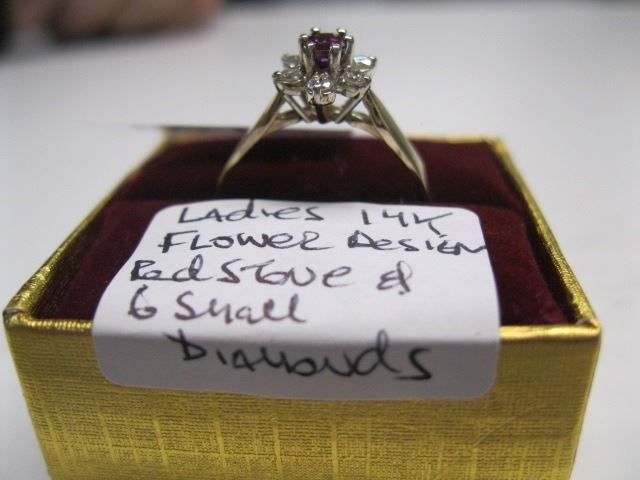 Ladies 14K
Flower Design
Red Stone &
6 Small
Diamonds